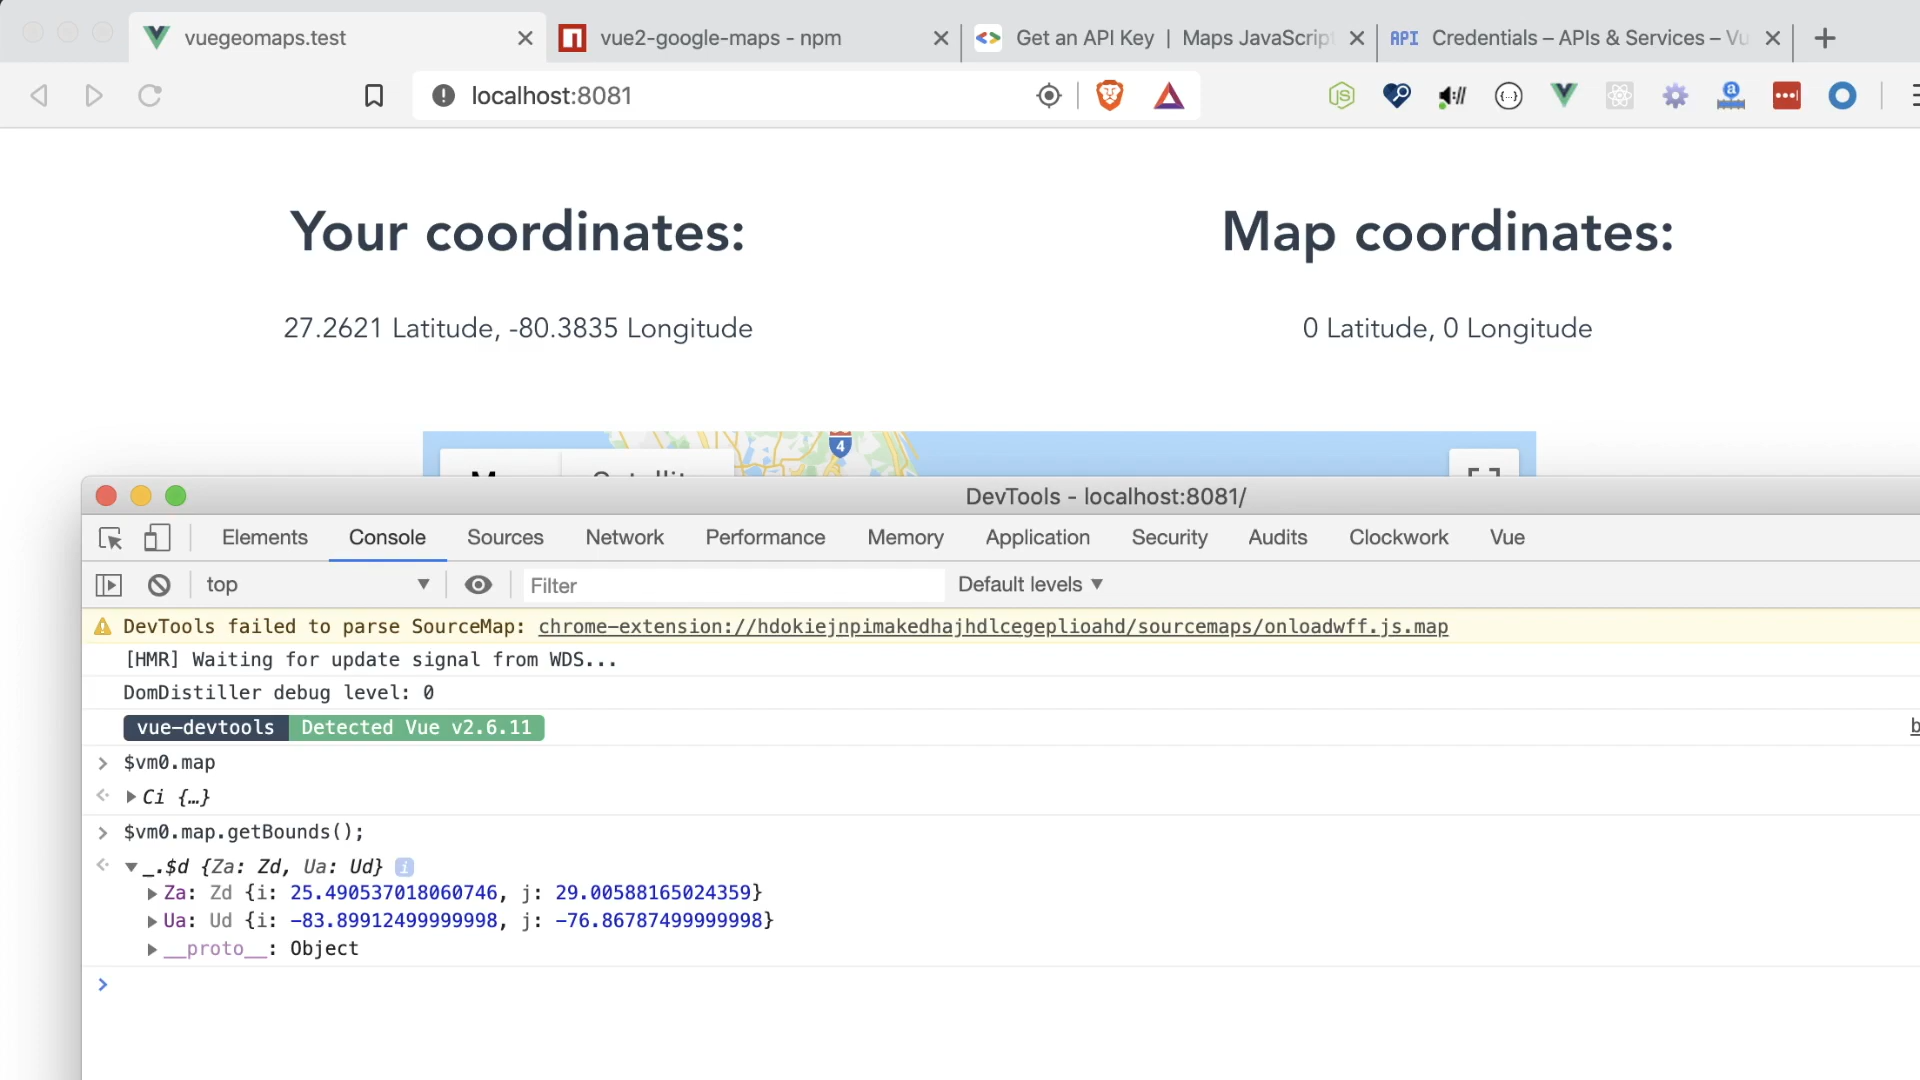 vuegeomaps.test
vue2-google-maps - npm
Get an API Key | Maps JavaScript
API Credentials – APIs & Services – Vu
localhost:8081
Your coordinates:
Map coordinates:
27.2621 Latitude, -80.3835 Longitude
0 Latitude, 0 Longitude
4
DevTools - localhost:8081/
Elements Console Sources Network Performance Memory Application Security Audits Clockwork Vue
top Filter Default levels
DevTools failed to parse SourceMap: chrome-extension://hdokiejnpimakedhajhdlcegeplioahd/sourcemaps/onloadwff.js.map
[HMR] Waiting for update signal from WDS...
DomDistiller debug level: 0
vue-devtools Detected Vue v2.6.11
$vm0.map
Ci {…}
$vm0.map.getBounds();
_.$d {Za: Zd, Ua: Ud}
Za: Zd {i: 25.490537018060746, j: 29.00588165024359}
Ua: Ud {i: -83.89912499999998, j: -76.86787499999998}
__proto__: Object